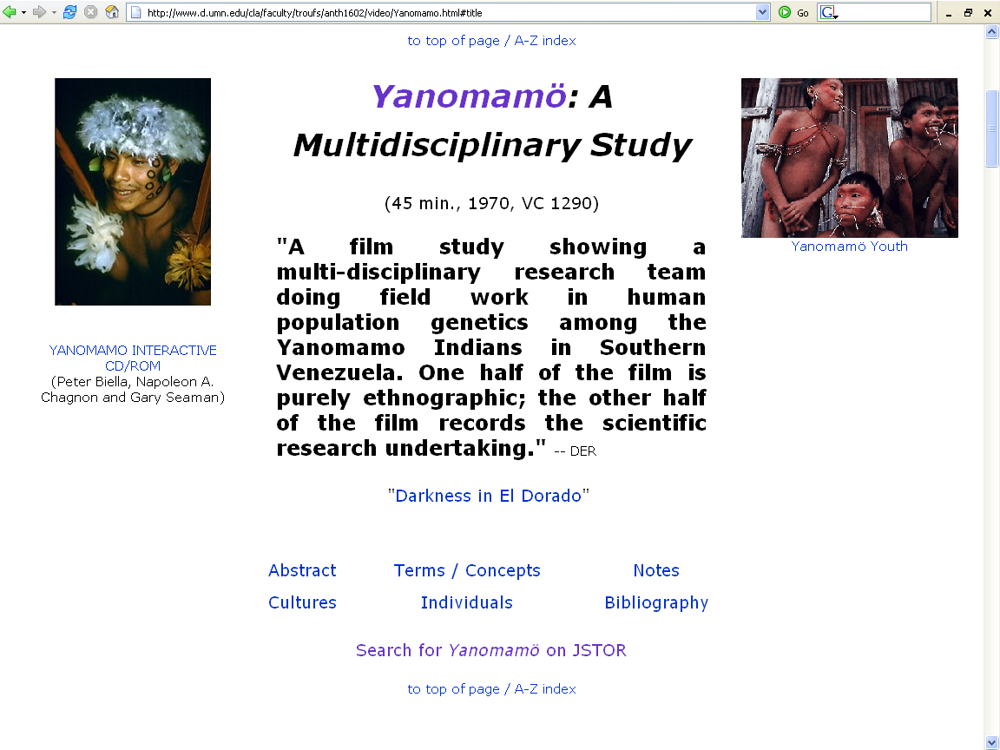 http://www.d.umn.edu/cla/faculty/troufs/anth1602/video/Yanomamo.html#title
Go
G
to top of page / A-Z index
Yanomamö: A
Multidisciplinary Study
(45 min., 1970, VC 1290)
"A film study showing a
multi-disciplinary research team
doing field work in human
population genetics among the
Yanomamo Indians in Southern
Venezuela. One half of the film is
purely ethnographic; the other half
of the film records the scientific
research undertaking." -- DER
YANOMAMO INTERACTIVE
CD/ROM
(Peter Biella, Napoleon A.
Chagnon and Gary Seaman)
Yanomamö Youth
"Darkness in El Dorado"
Abstract Terms / Concepts Notes
Cultures Individuals Bibliography
Search for Yanomamö on JSTOR
to top of page / A-Z index